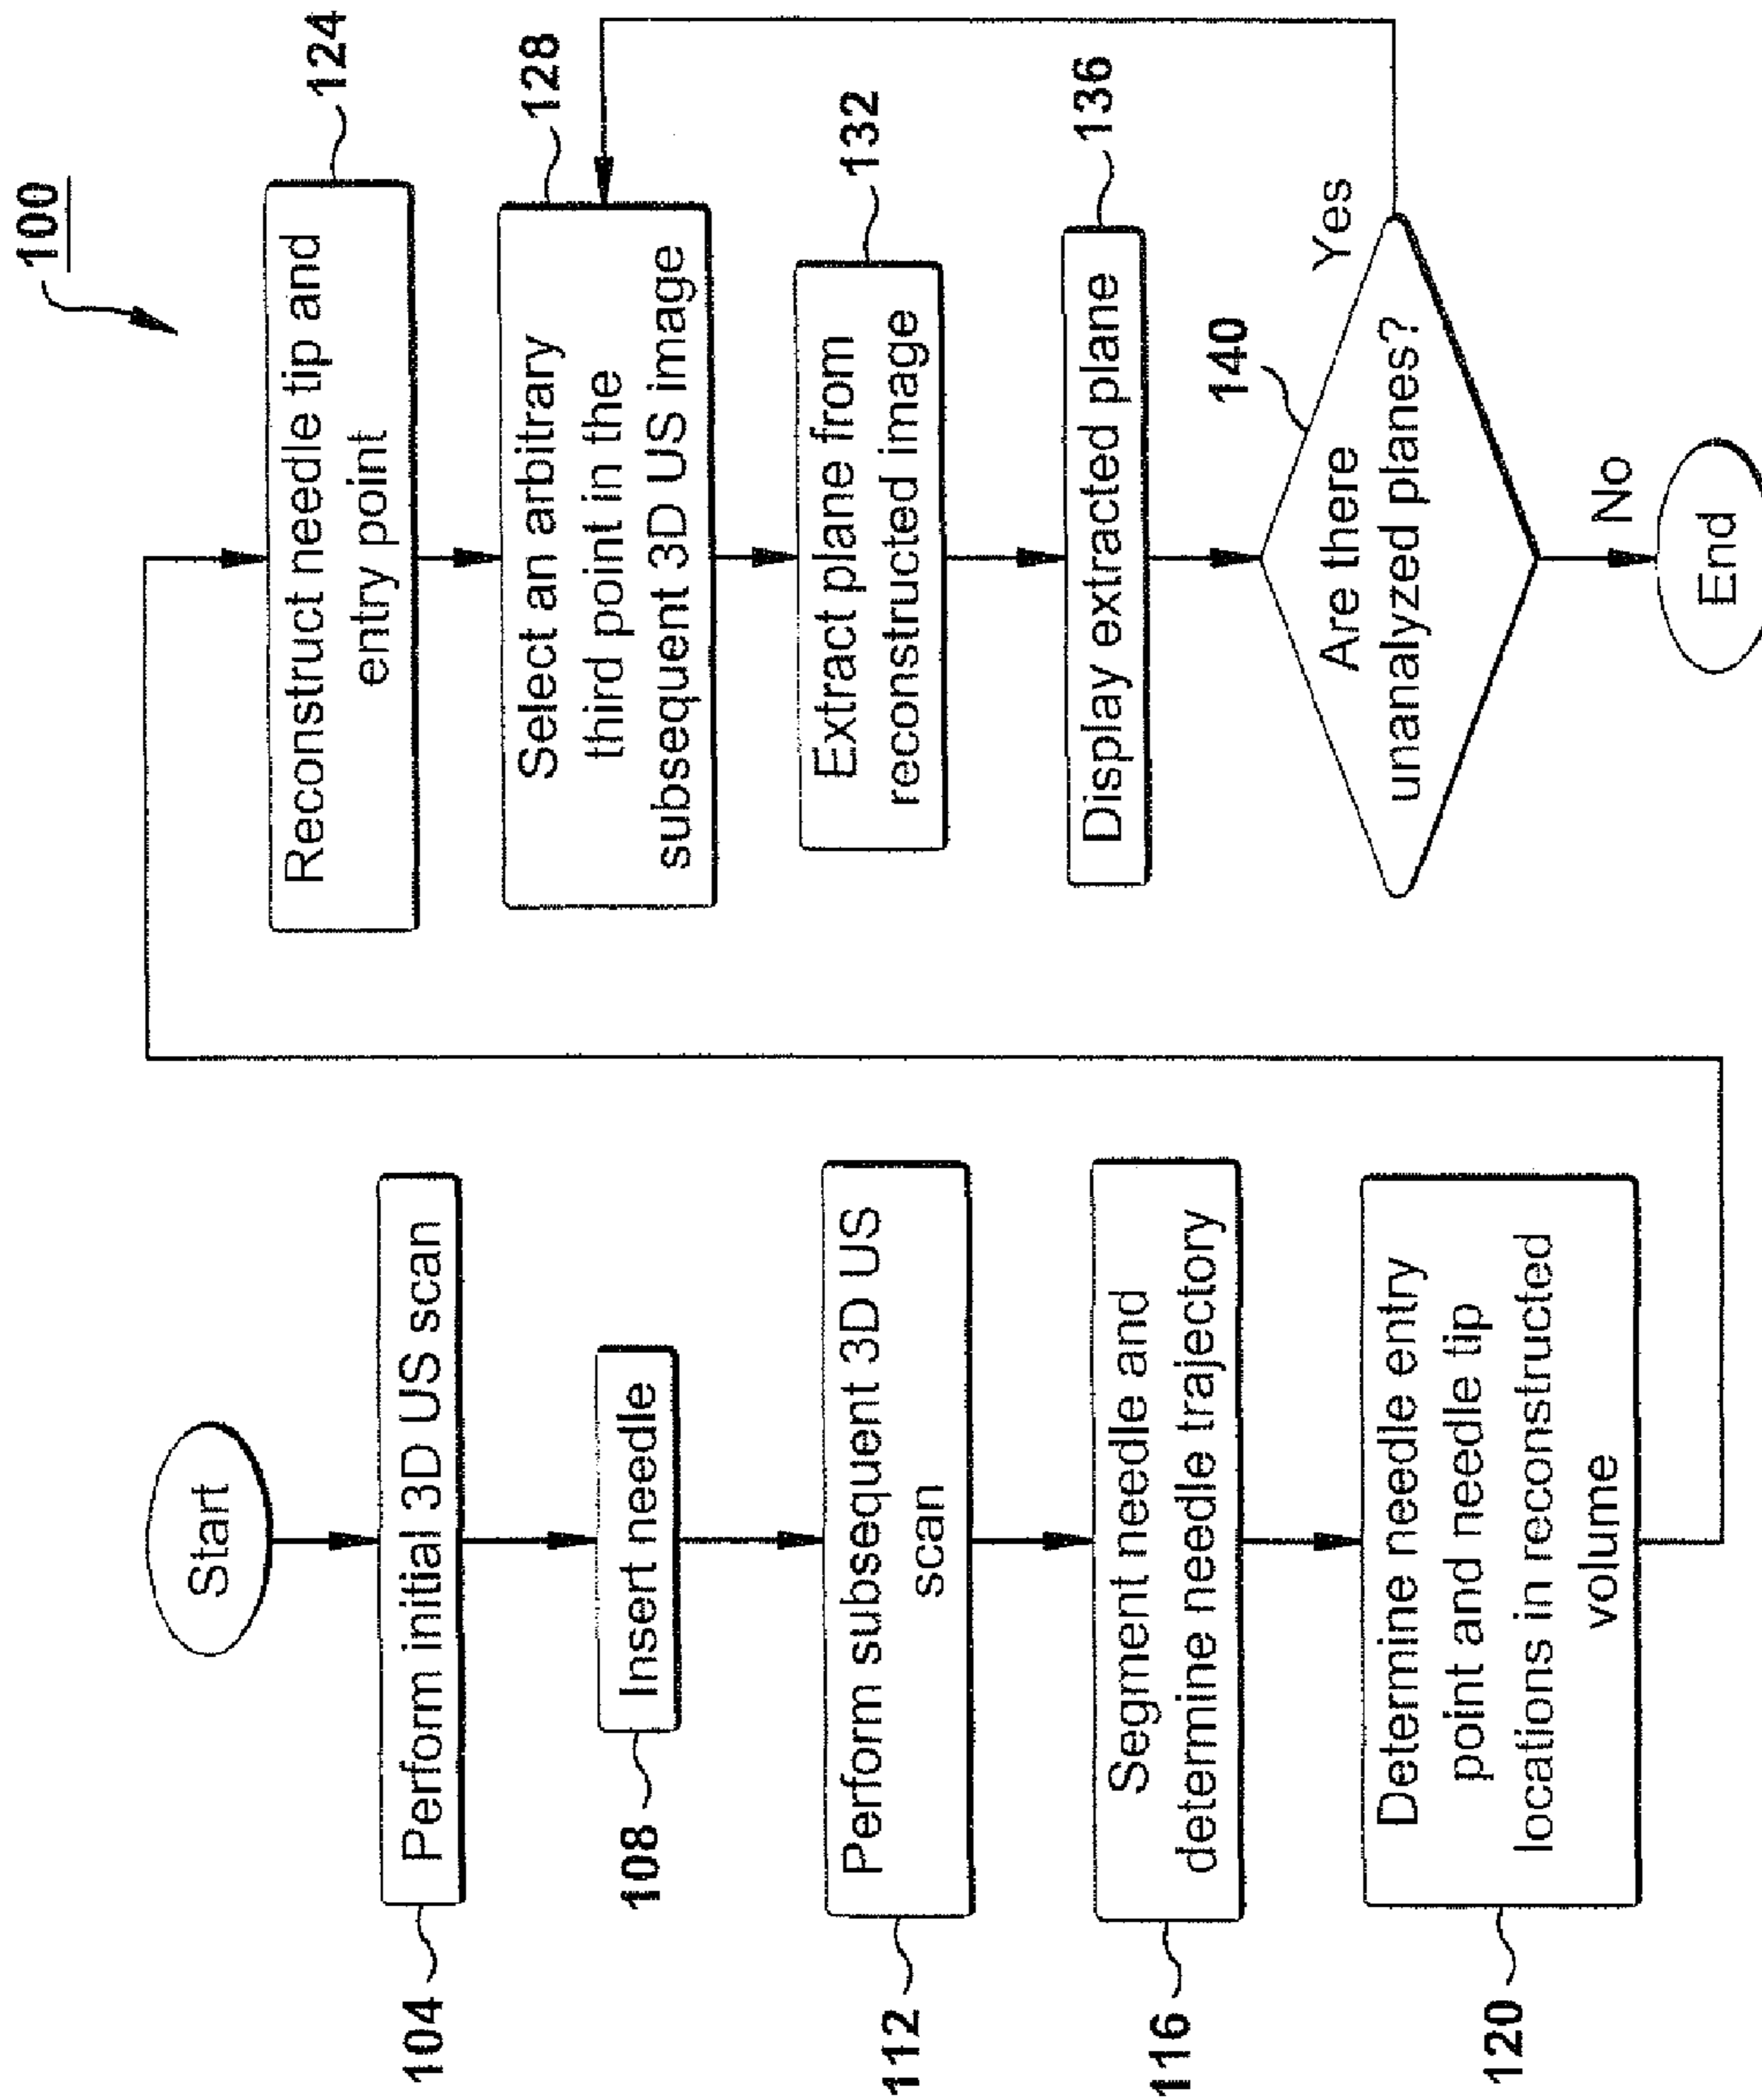 100
Start
104
Perform initial 3D US scan
108
Insert needle
112
Perform subsequent 3D US
scan
116
Segment needle and
determine needle trajectory
120
Determine needle entry
point and needle tip
locations in reconstructed
volume
124
Reconstruct needle tip and
entry point
128
Select an arbitrary
third point in the
subsequent 3D US image
132
Extract plane from
reconstructed image
136
Display extracted plane
140
Are there
unanalyzed planes?
Yes
No
End